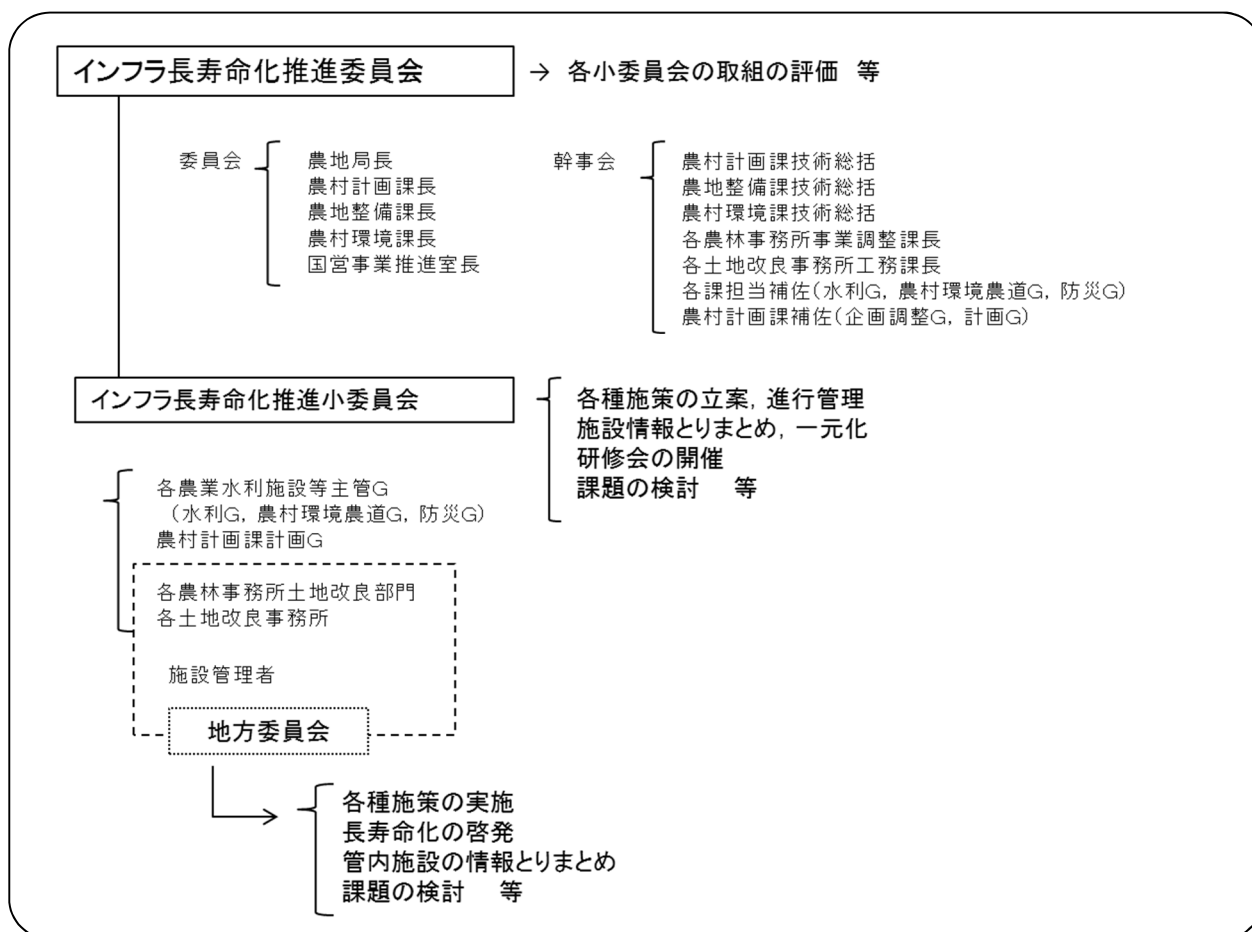 インフラ長寿命化推進委員会 → 各小委員会の取組の評価 等
委員会
農地局長
農村計画課長
農地整備課長
農村環境課長
国営事業推進室長
幹事会
農村計画課技術総括
農地整備課技術総括
農村環境課技術総括
各農林事務所事業調整課長
各土地改良事務所工務課長
各課担当補佐(水利G, 農村環境農道G, 防災G)
農村計画課補佐(企画調整G, 計画G)
インフラ長寿命化推進小委員会
各種施策の立案, 進行管理
施設情報とりまとめ, 一元化
研修会の開催
課題の検討 等
各農業水利施設等主管G
(水利G, 農村環境農道G, 防災G)
農村計画課計画G
各農林事務所土地改良部門
各土地改良事務所
施設管理者
地方委員会
各種施策の実施
長寿命化の啓発
管内施設の情報とりまとめ
課題の検討 等